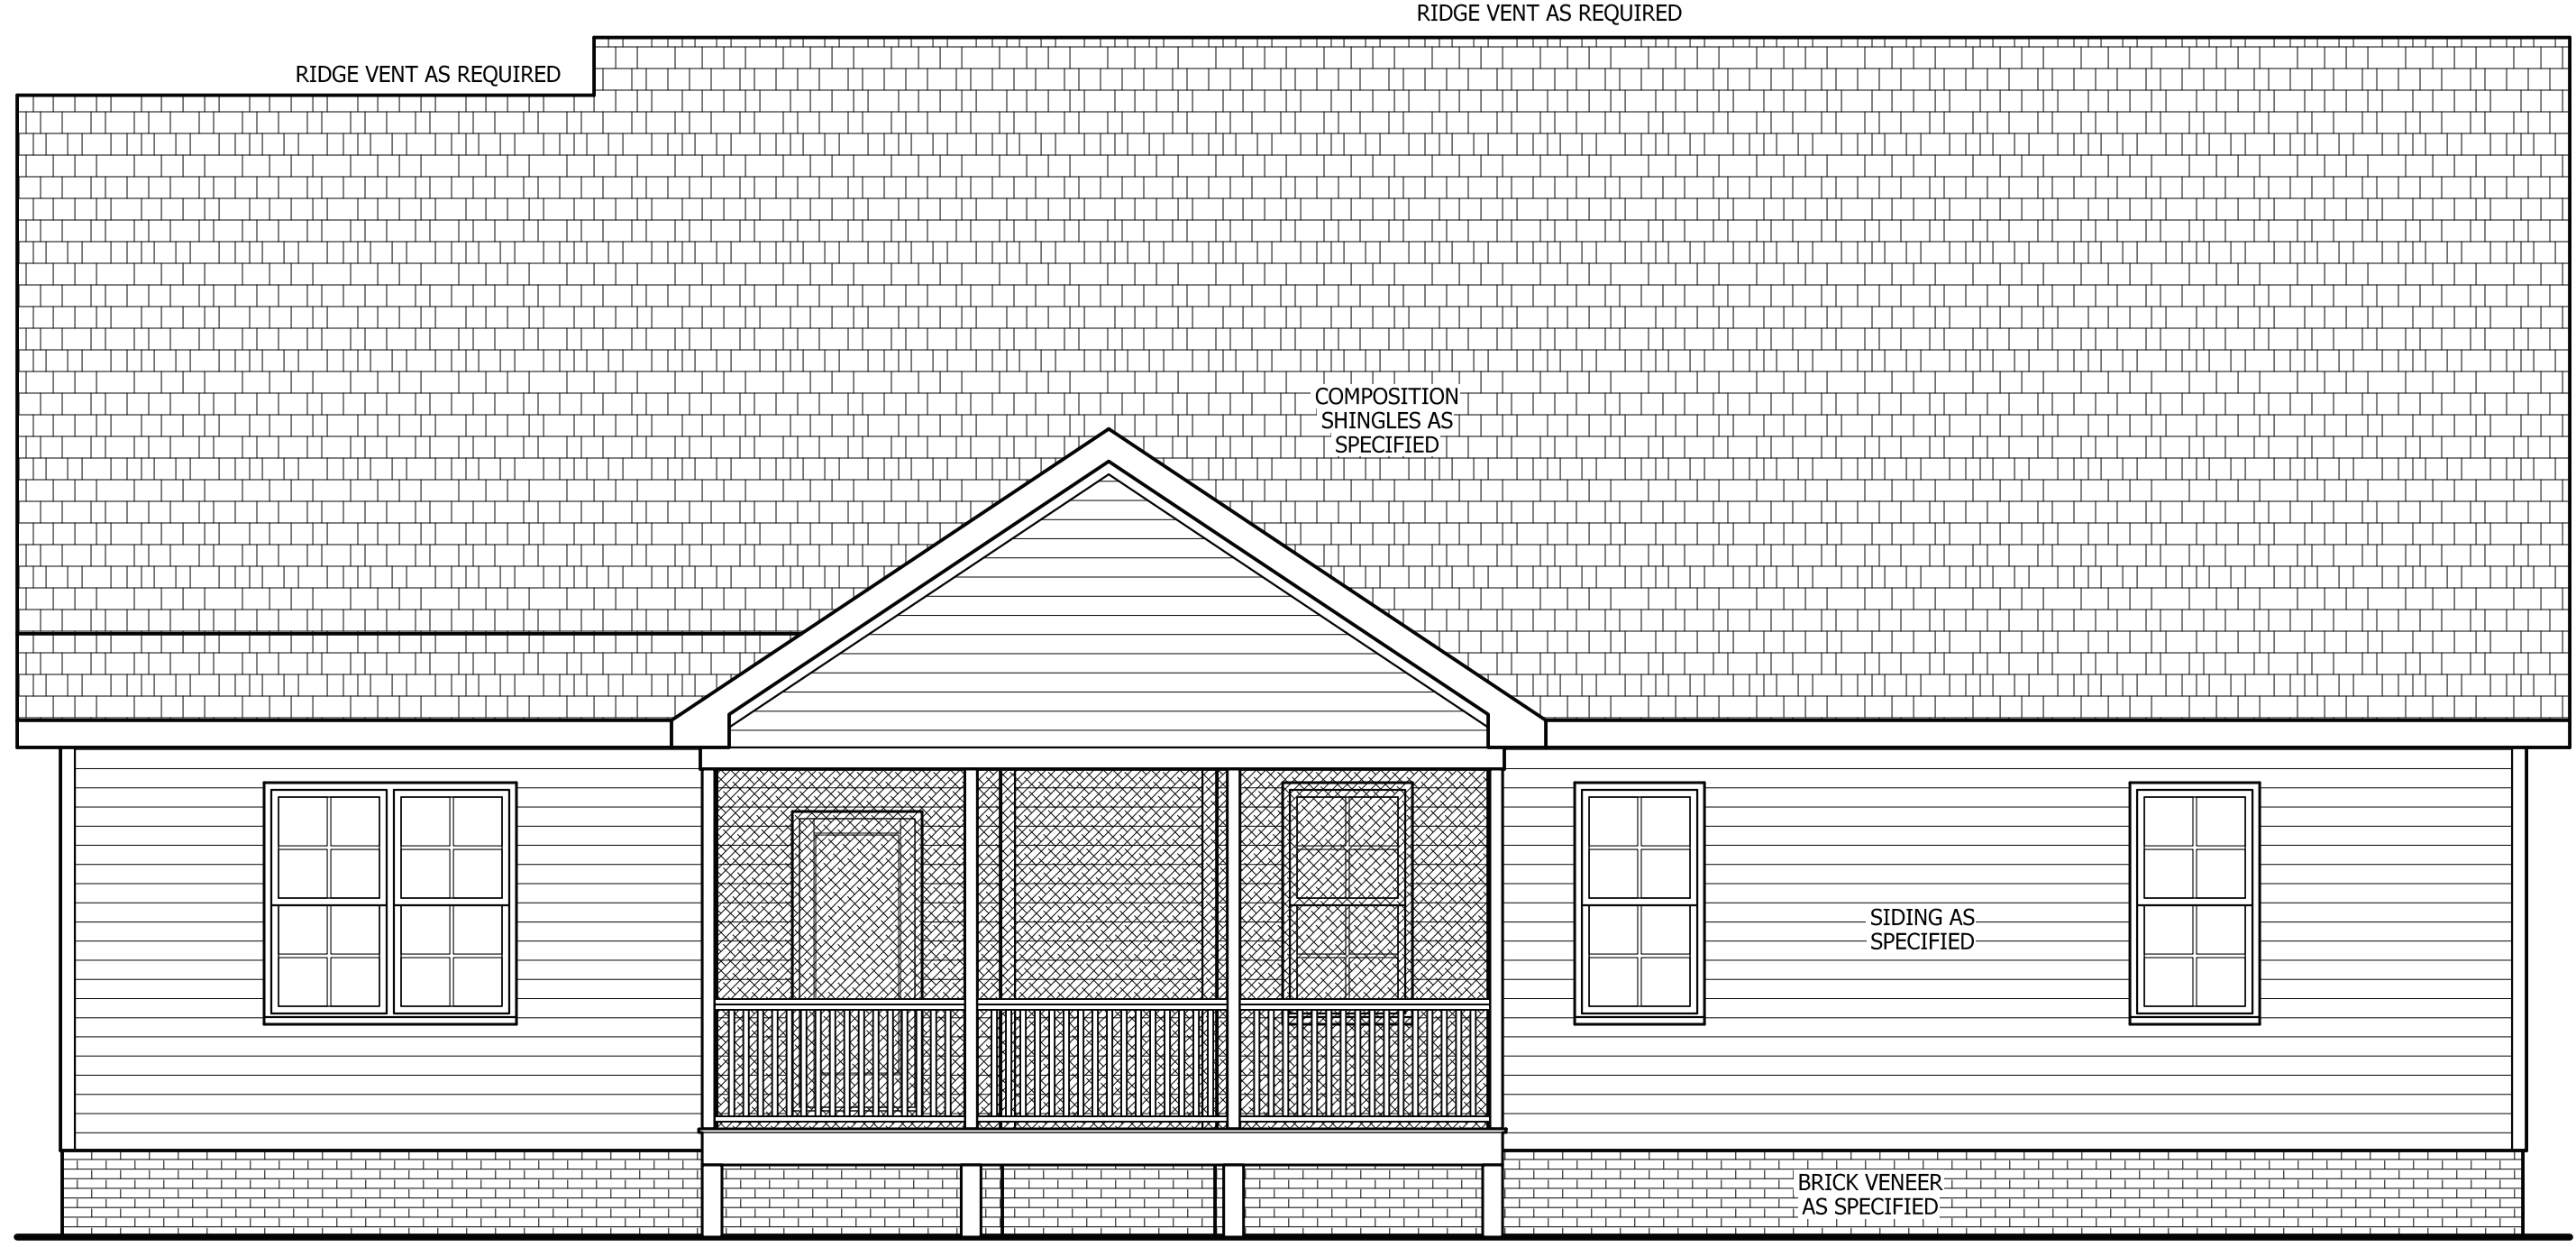 RIDGE VENT AS REQUIRED
RIDGE VENT AS REQUIRED
COMPOSITION
SHINGLES AS
SPECIFIED
SIDING AS
SPECIFIED
BRICK VENEER
AS SPECIFIED